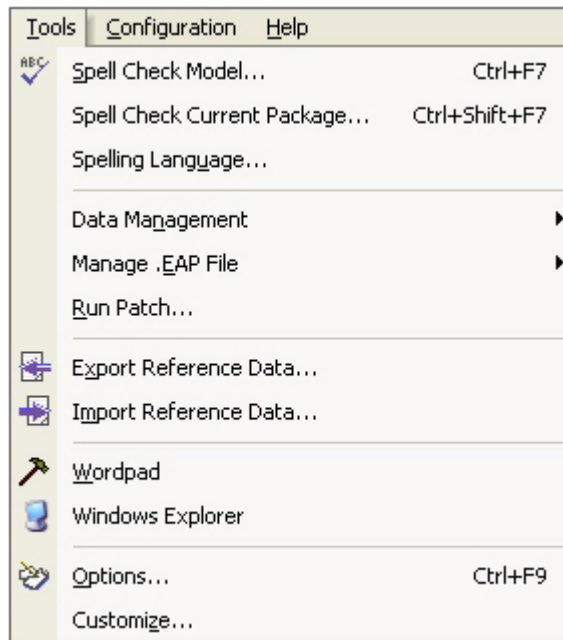 Tools Configuration Help
ABC
Spell Check Model... Ctrl+F7
Spell Check Current Package... Ctrl+Shift+F7
Spelling Language...
Data Management
Manage .EAP File
Run Patch...
Export Reference Data...
Import Reference Data...
Wordpad
Windows Explorer
Options... Ctrl+F9
Customize...